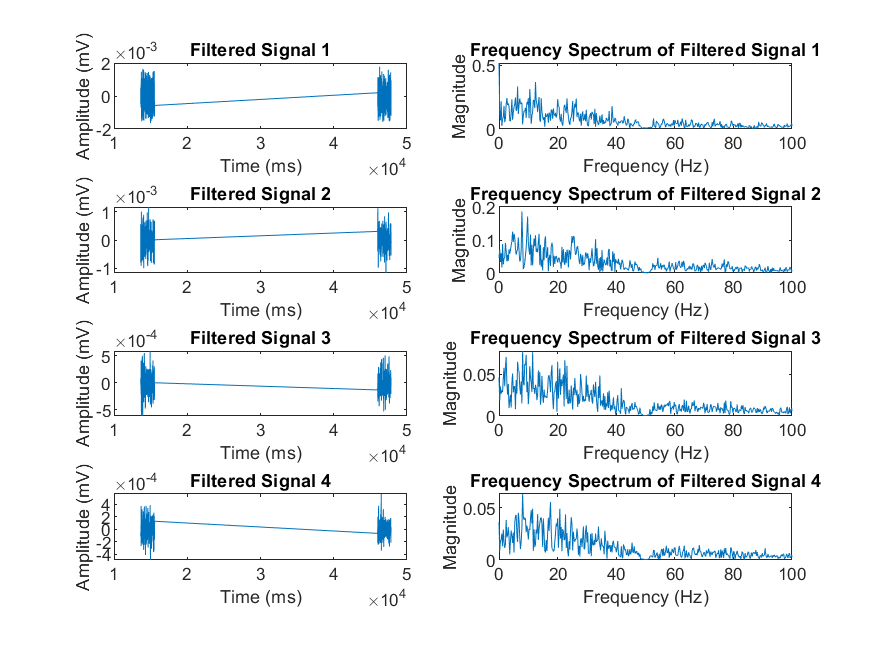 Filtered Signal 1
×10^-3
Amplitude (mV)
2
0
-2
1 2 3 4 5
Time (ms)
×10^4
Frequency Spectrum of Filtered Signal 1
Magnitude
0.5
0
0 20 40 60 80 100
Frequency (Hz)
Filtered Signal 2
×10^-3
Amplitude (mV)
1
0
-1
1 2 3 4 5
Time (ms)
×10^4
Frequency Spectrum of Filtered Signal 2
Magnitude
0.2
0.1
0
0 20 40 60 80 100
Frequency (Hz)
Filtered Signal 3
×10^-4
Amplitude (mV)
5
0
-5
1 2 3 4 5
Time (ms)
×10^4
Frequency Spectrum of Filtered Signal 3
Magnitude
0.05
0
0 20 40 60 80 100
Frequency (Hz)
Filtered Signal 4
×10^-4
Amplitude (mV)
4
2
0
-2
-4
1 2 3 4 5
Time (ms)
×10^4
Frequency Spectrum of Filtered Signal 4
Magnitude
0.05
0
0 20 40 60 80 100
Frequency (Hz)